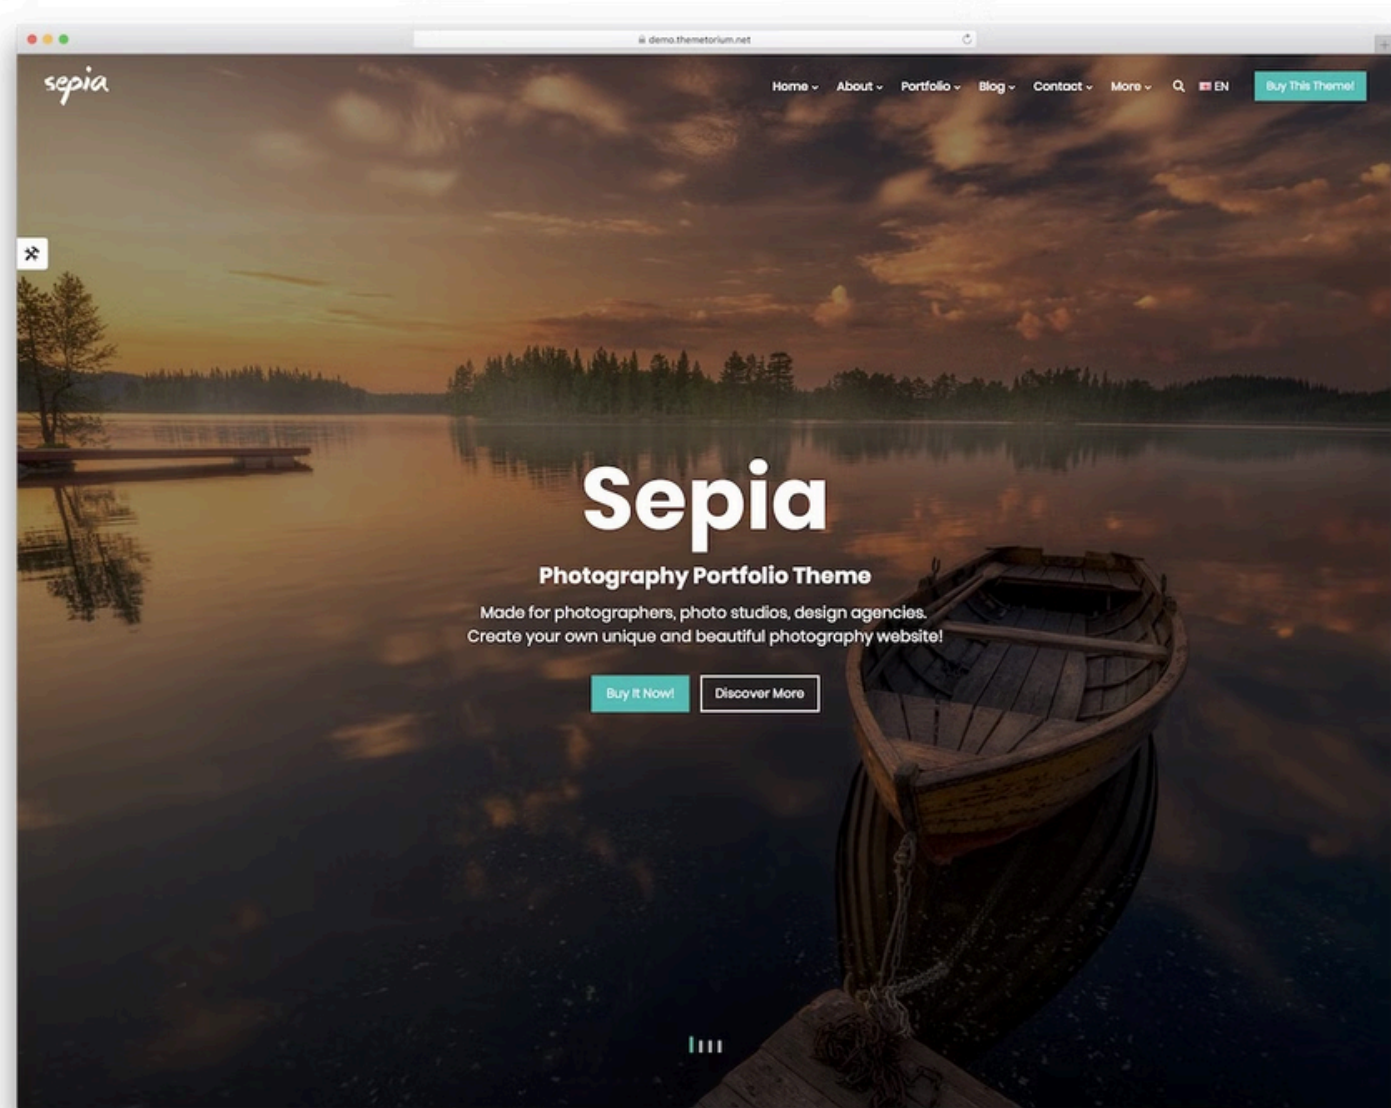 demo.themetorium.net
sepia
Home About Portfolio Blog Contact More EN Buy This Theme!
Sepia
Photography Portfolio Theme
Made for photographers, photo studios, design agencies.
Create your own unique and beautiful photography website!
Buy It Now! Discover More